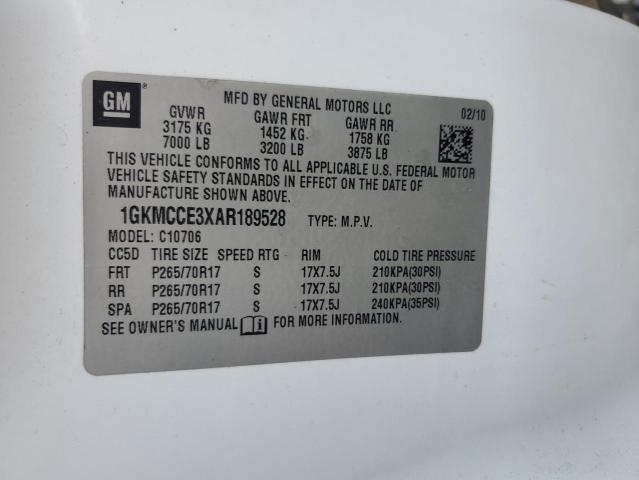 GM ®
MFD BY GENERAL MOTORS LLC 02/10
GVWR GAWR FRT GAWR RR
3175 KG 1452 KG 1758 KG
7000 LB 3200 LB 3875 LB
THIS VEHICLE CONFORMS TO ALL APPLICABLE U.S. FEDERAL MOTOR
VEHICLE SAFETY STANDARDS IN EFFECT ON THE DATE OF
MANUFACTURE SHOWN ABOVE.
1GKMCCE3XAR189528 TYPE: M.P.V.
MODEL: C10706
CC5D TIRE SIZE SPEED RTG RIM COLD TIRE PRESSURE
FRT P265/70R17 S 17X7.5J 210KPA(30PSI)
RR P265/70R17 S 17X7.5J 210KPA(30PSI)
SPA P265/70R17 S 17X7.5J 240KPA(35PSI)
SEE OWNER'S MANUAL FOR MORE INFORMATION.